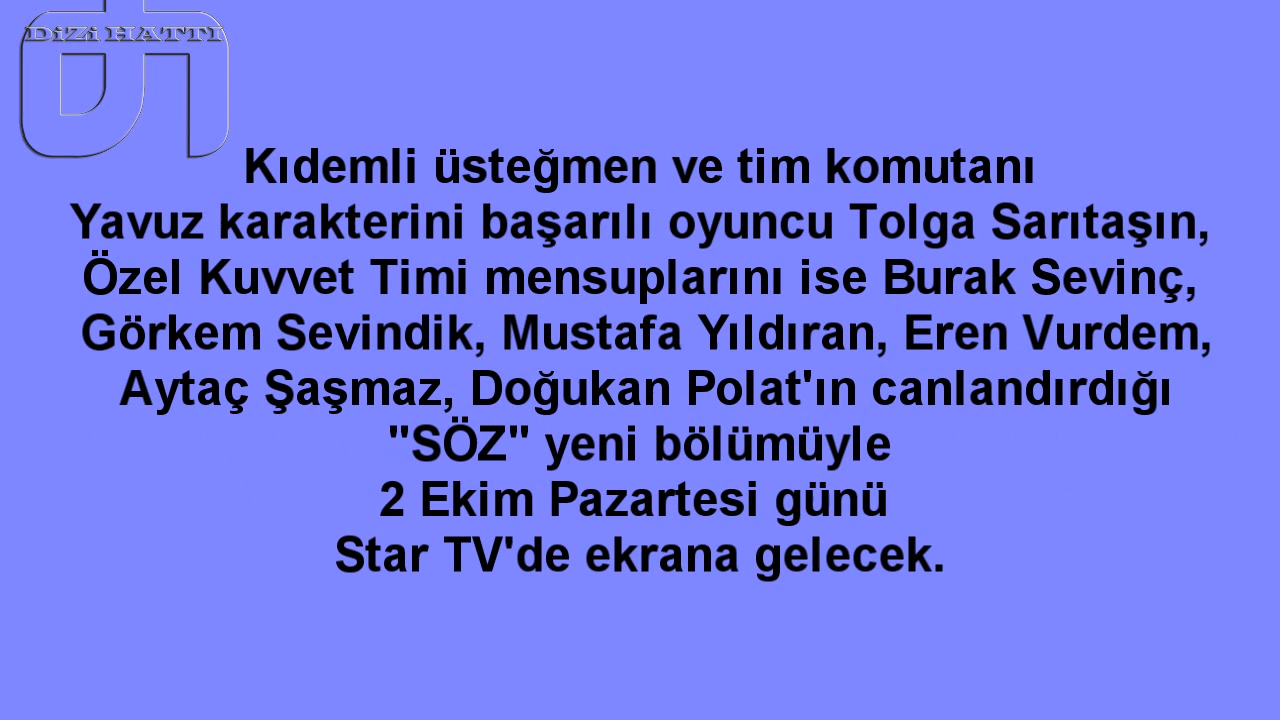 DiZi HATTI
Kıdemli üsteğmen ve tim komutanı
Yavuz karakterini başarılı oyuncu Tolga Sarıtaşın,
Özel Kuvvet Timi mensuplarını ise Burak Sevinç,
Görkem Sevindik, Mustafa Yıldıran, Eren Vurdem,
Aytaç Şaşmaz, Doğukan Polat'ın canlandırdığı
"SÖZ" yeni bölümüyle
2 Ekim Pazartesi günü
Star TV'de ekrana gelecek.